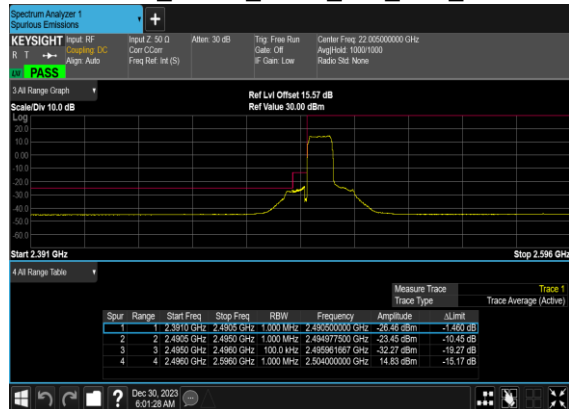 Spectrum Analyzer 1
Spurious Emissions
KEYSIGHT Input: RF Input Z: 50 Ω Atten: 30 dB Trig: Free Run Center Freq: 22.005000000 GHz
R T Coupling: DC Corr CCorr Gate: Off Avg|Hold: 1000/1000
Align: Auto Freq Ref: Int (S) IF Gain: Low Radio Std: None
PASS
3 All Range Graph
Ref Lvl Offset 15.57 dB
Scale/Div 10.0 dB Ref Value 30.00 dBm
Log
20.0
10.0
0.00
-10.0
-20.0
-30.0
-40.0
-50.0
-60.0
Start 2.391 GHz Stop 2.596 GHz
4 All Range Table
Measure Trace Trace 1
Trace Type Trace Average (Active)
Spur Range Start Freq Stop Freq RBW Frequency Amplitude ΔLimit
1 1 2.3910 GHz 2.4905 GHz 1.000 MHz 2.490500000 GHz -26.46 dBm -1.460 dB
2 2 2.4905 GHz 2.4950 GHz 1.000 MHz 2.494977500 GHz -23.45 dBm -10.45 dB
3 3 2.4950 GHz 2.4960 GHz 100.0 kHz 2.495961667 GHz -32.27 dBm -19.27 dB
4 4 2.4960 GHz 2.5960 GHz 1.000 MHz 2.504000000 GHz 14.83 dBm -15.17 dB
Dec 30, 2023
6:01:28 AM